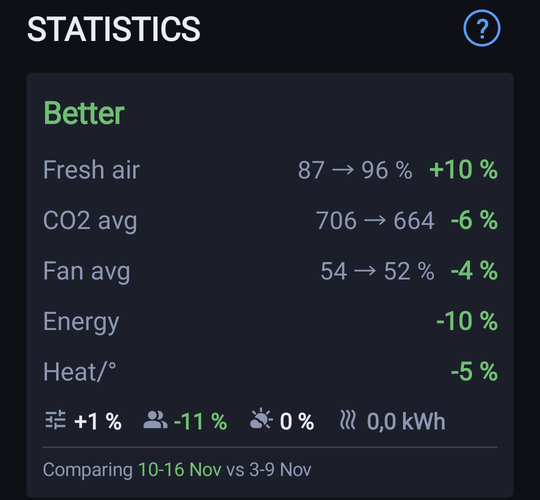 STATISTICS ?
Better
Fresh air 87 → 96 % +10 %
CO2 avg 706 → 664 -6 %
Fan avg 54 → 52 % -4 %
Energy -10 %
Heat/° -5 %
+1 % -11 % 0 % 0,0 kWh
Comparing 10-16 Nov vs 3-9 Nov